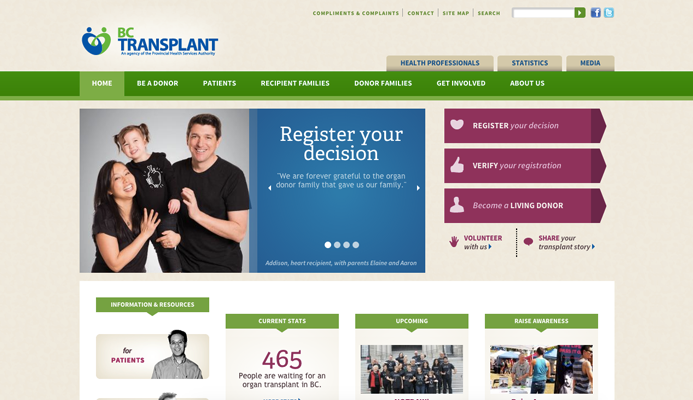 COMPLIMENTS & COMPLAINTS
CONTACT
SITE MAP
SEARCH
BC
TRANSPLANT
An agency of the Provincial Health Services Authority
HEALTH PROFESSIONALS
STATISTICS
MEDIA
HOME
BE A DONOR
PATIENTS
RECIPIENT FAMILIES
DONOR FAMILIES
GET INVOLVED
ABOUT US
Register your
decision
"We are forever grateful to the organ
donor family that gave us our family."
Addison, heart recipient, with parents Elaine and Aaron
REGISTER your decision
VERIFY your registration
Become a LIVING DONOR
VOLUNTEER
with us
SHARE your
transplant story
INFORMATION & RESOURCES
for
PATIENTS
CURRENT STATS
465
People are waiting for an
organ transplant in BC.
UPCOMING
RAISE AWARENESS